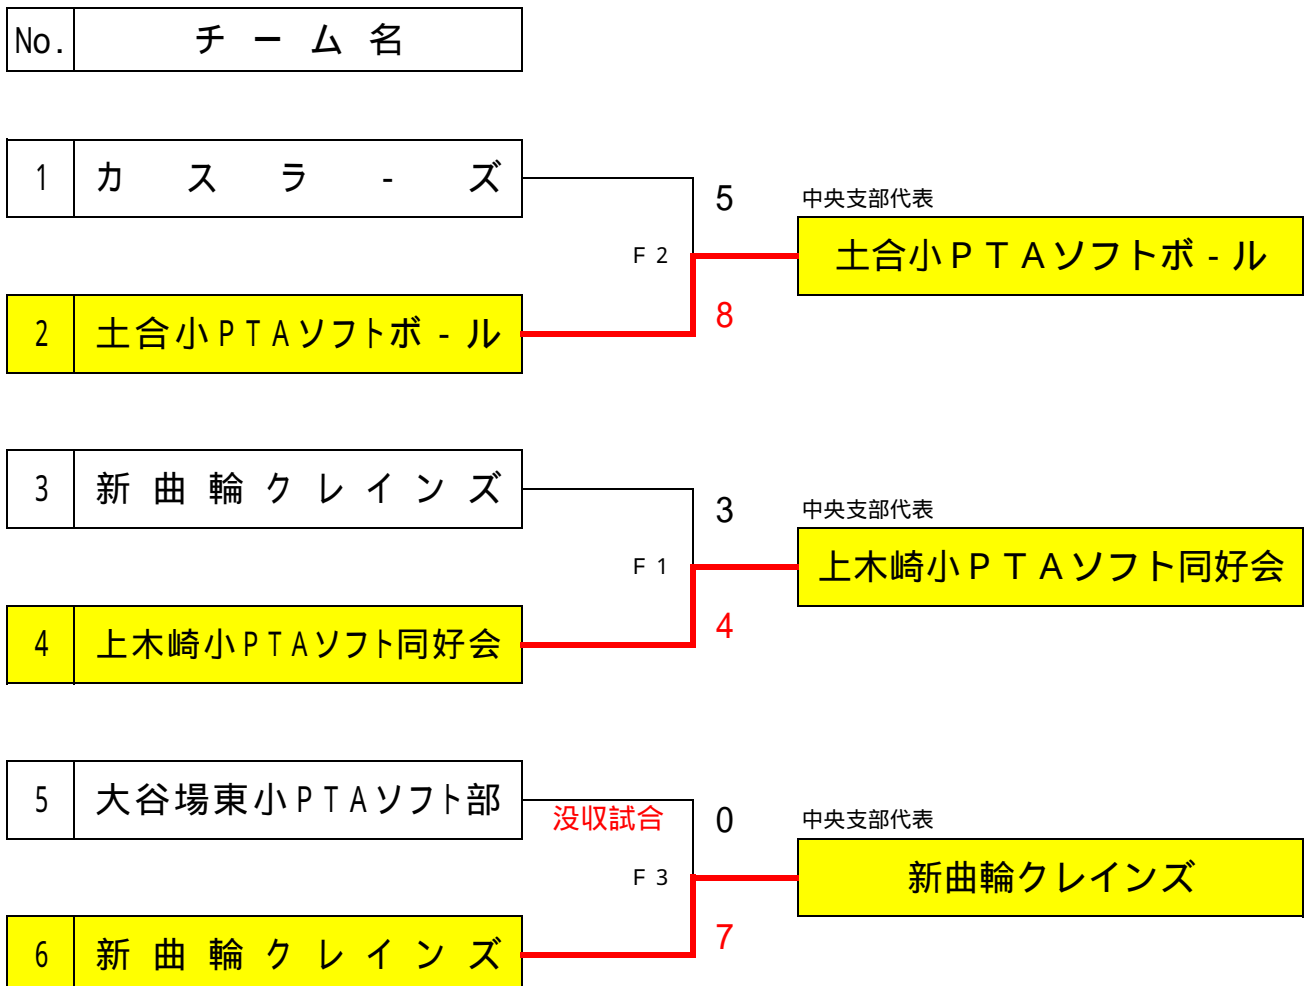 No. チーム名
1 カスラ-ズ
5
中央支部代表
土合小ＰＴＡソフトボ-ル
Ｆ２
2 土合小ＰＴＡソフトボ-ル
8
3 新曲輪クレインズ
3
中央支部代表
上木崎小ＰＴＡソフト同好会
Ｆ１
4 上木崎小ＰＴＡソフト同好会
4
5 大谷場東小ＰＴＡソフト部
没収試合
0
中央支部代表
新曲輪クレインズ
Ｆ３
6 新曲輪クレインズ
7